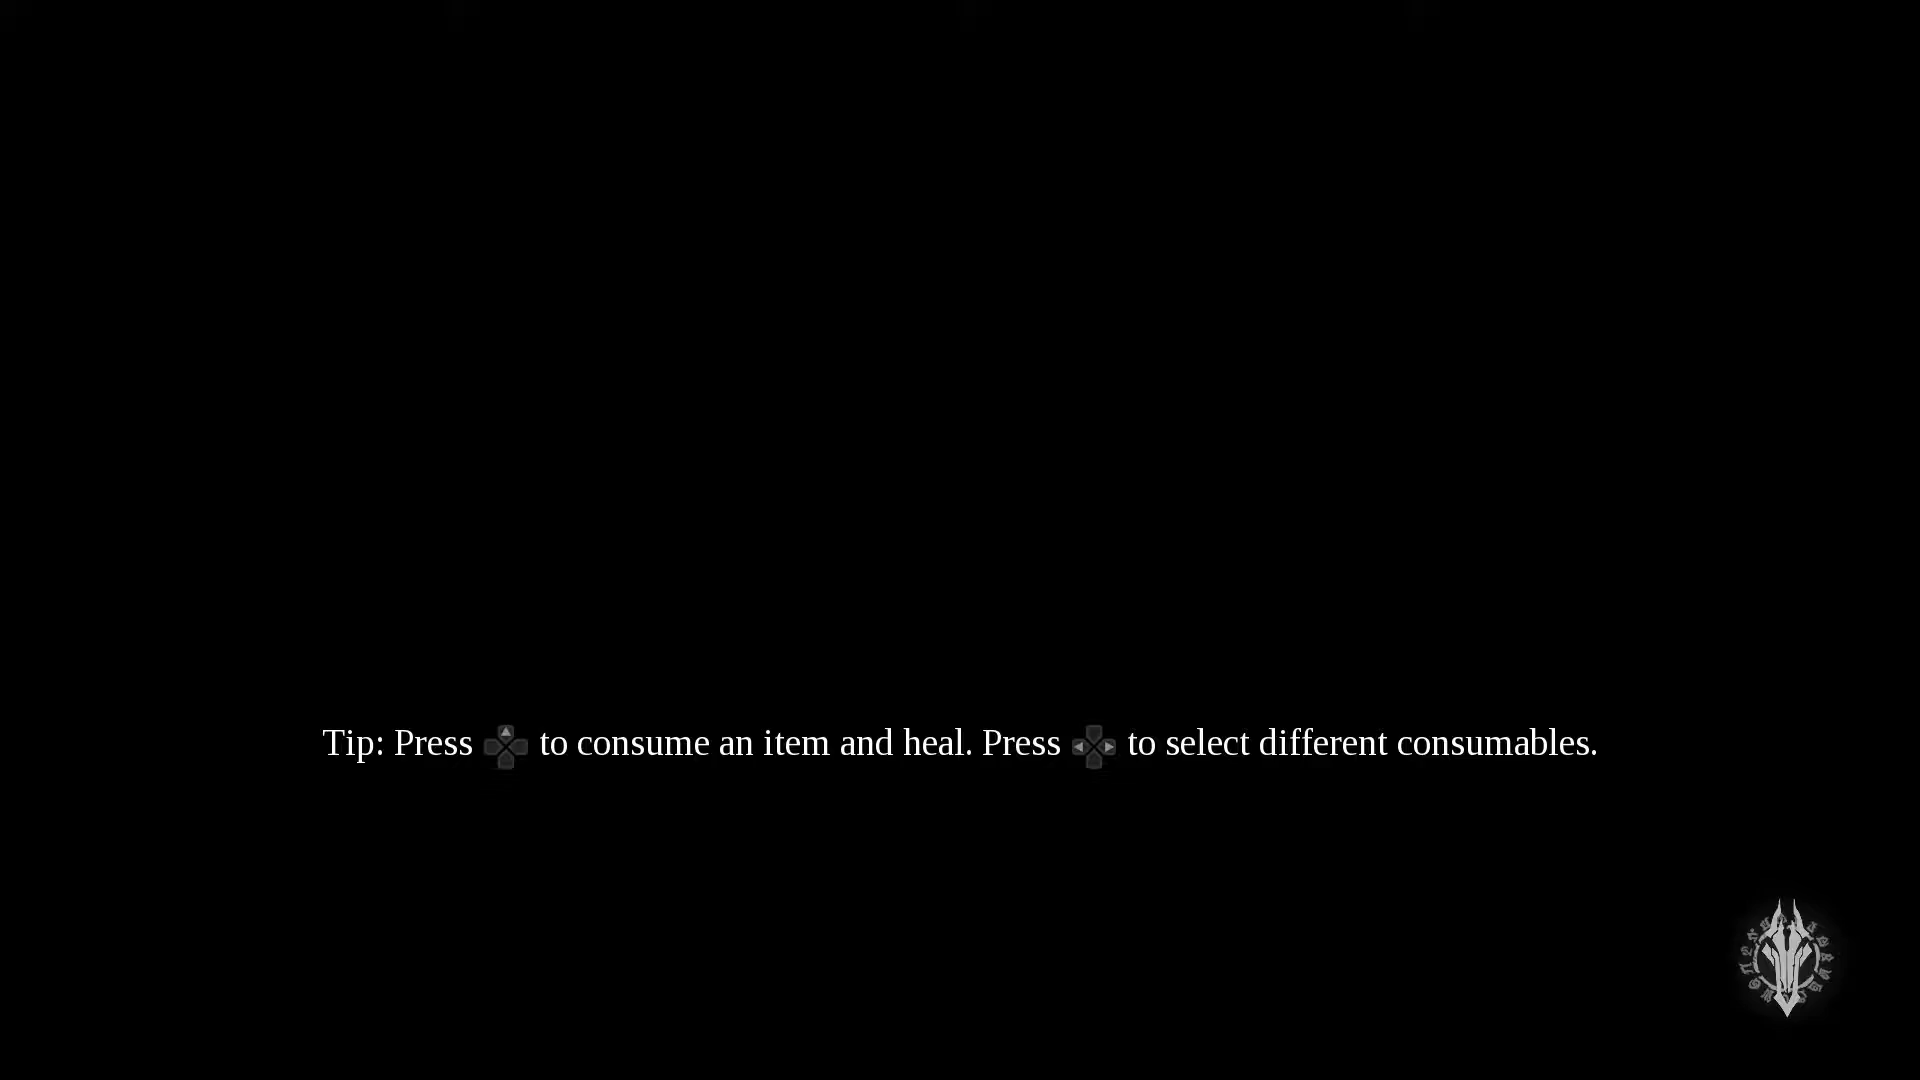 Tip: Press to consume an item and heal. Press to select different consumables.